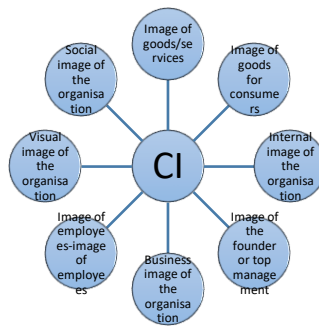 Image of
goods/se
rvices
Image of
goods
for
consume
rs
Internal
image of
the
organisa
tion
Image of
the
founder
or top
manage
ment
Business
image of
the
organisa
tion
Image of
employe
es-image
of
employe
es
Visual
image of
the
organisa
tion
Social
image of
the
organisa
tion
CI